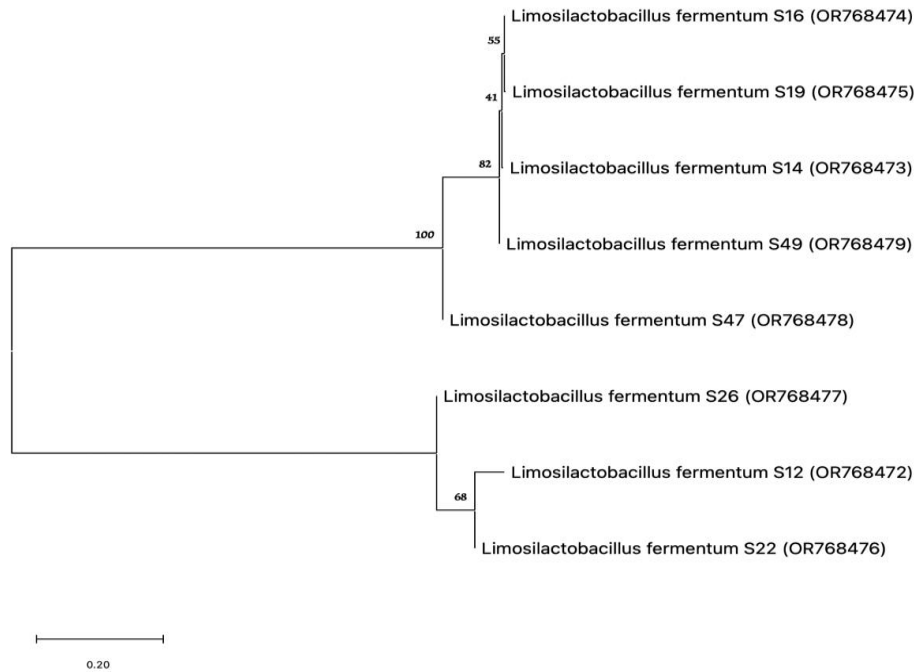 Limosilactobacillus fermentum S16 (OR768474)
55
Limosilactobacillus fermentum S19 (OR768475)
41
82
Limosilactobacillus fermentum S14 (OR768473)
100
Limosilactobacillus fermentum S49 (OR768479)
Limosilactobacillus fermentum S47 (OR768478)
Limosilactobacillus fermentum S26 (OR768477)
Limosilactobacillus fermentum S12 (OR768472)
68
Limosilactobacillus fermentum S22 (OR768476)
0.20